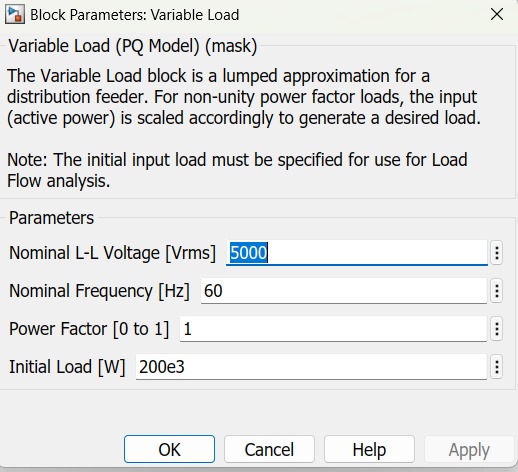 Block Parameters: Variable Load
Variable Load (PQ Model) (mask)
The Variable Load block is a lumped approximation for a
distribution feeder. For non-unity power factor loads, the input
(active power) is scaled accordingly to generate a desired load.
Note: The initial input load must be specified for use for Load
Flow analysis.
Parameters
Nominal L-L Voltage [Vrms] 5000
Nominal Frequency [Hz] 60
Power Factor [0 to 1] 1
Initial Load [W] 200e3
OK Cancel Help Apply